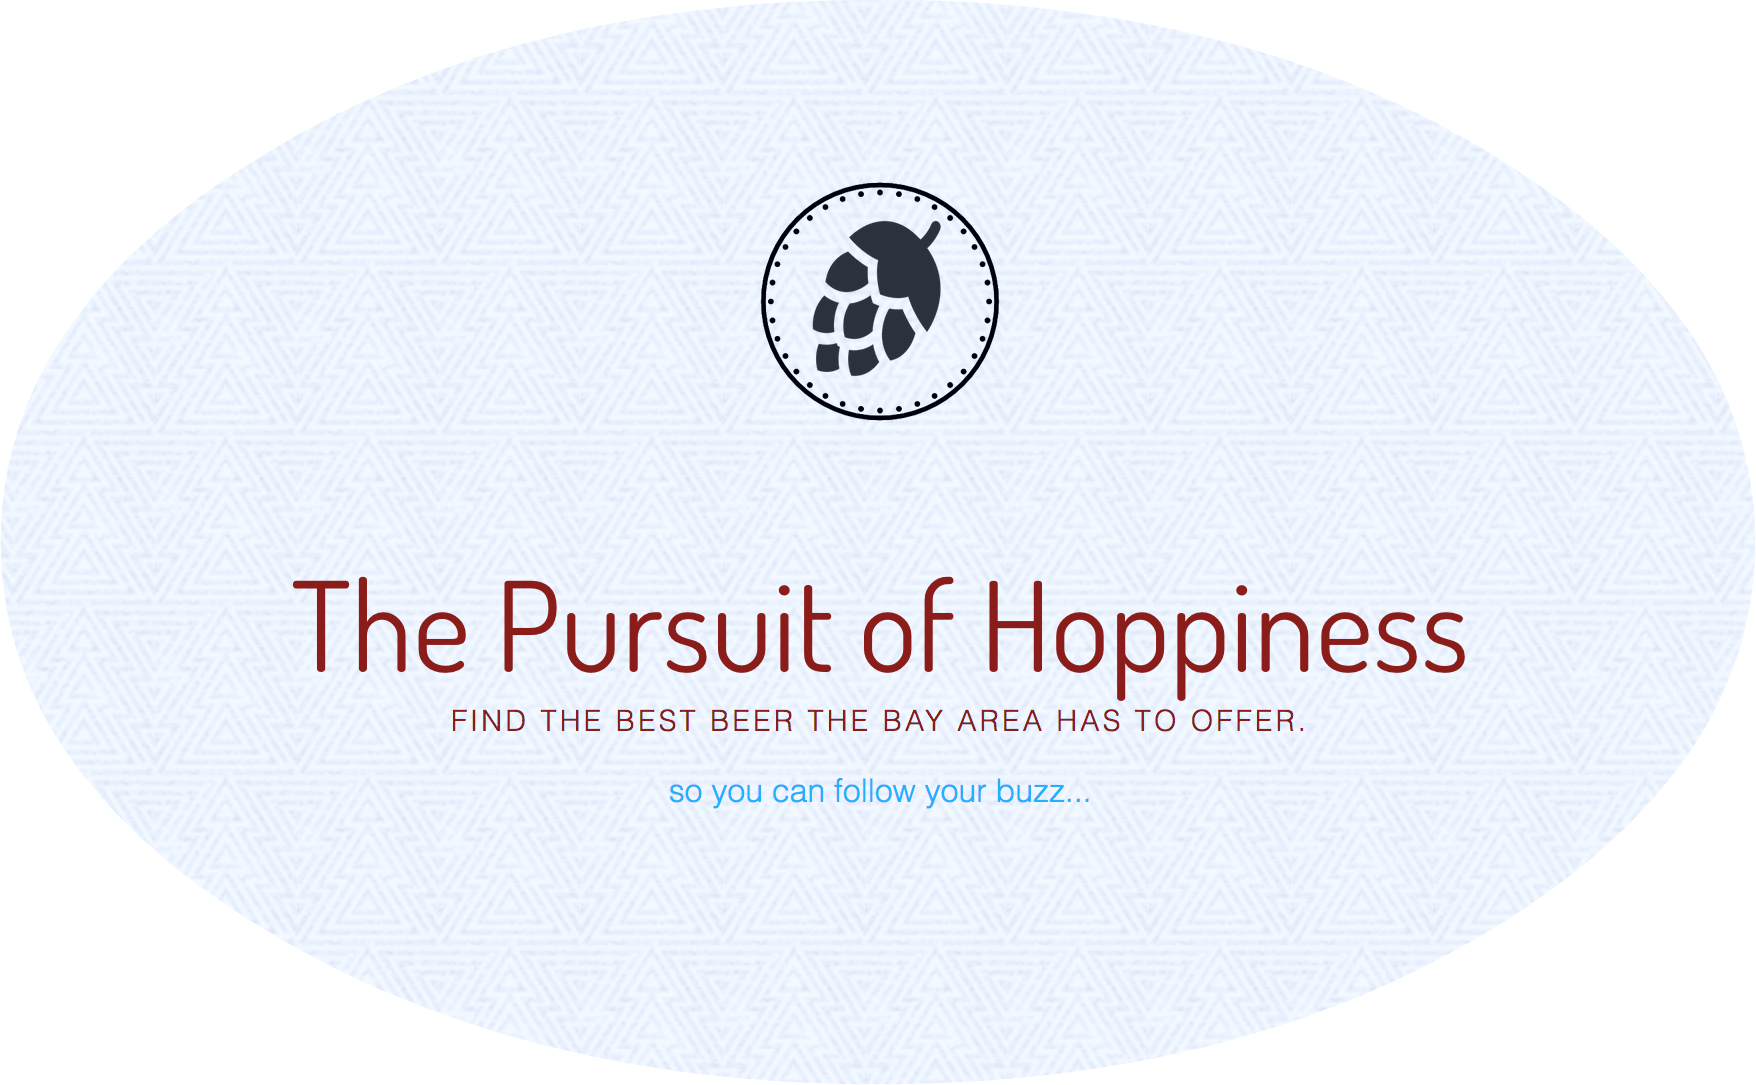 The Pursuit of Hoppiness
FIND THE BEST BEER THE BAY AREA HAS TO OFFER.
so you can follow your buzz...